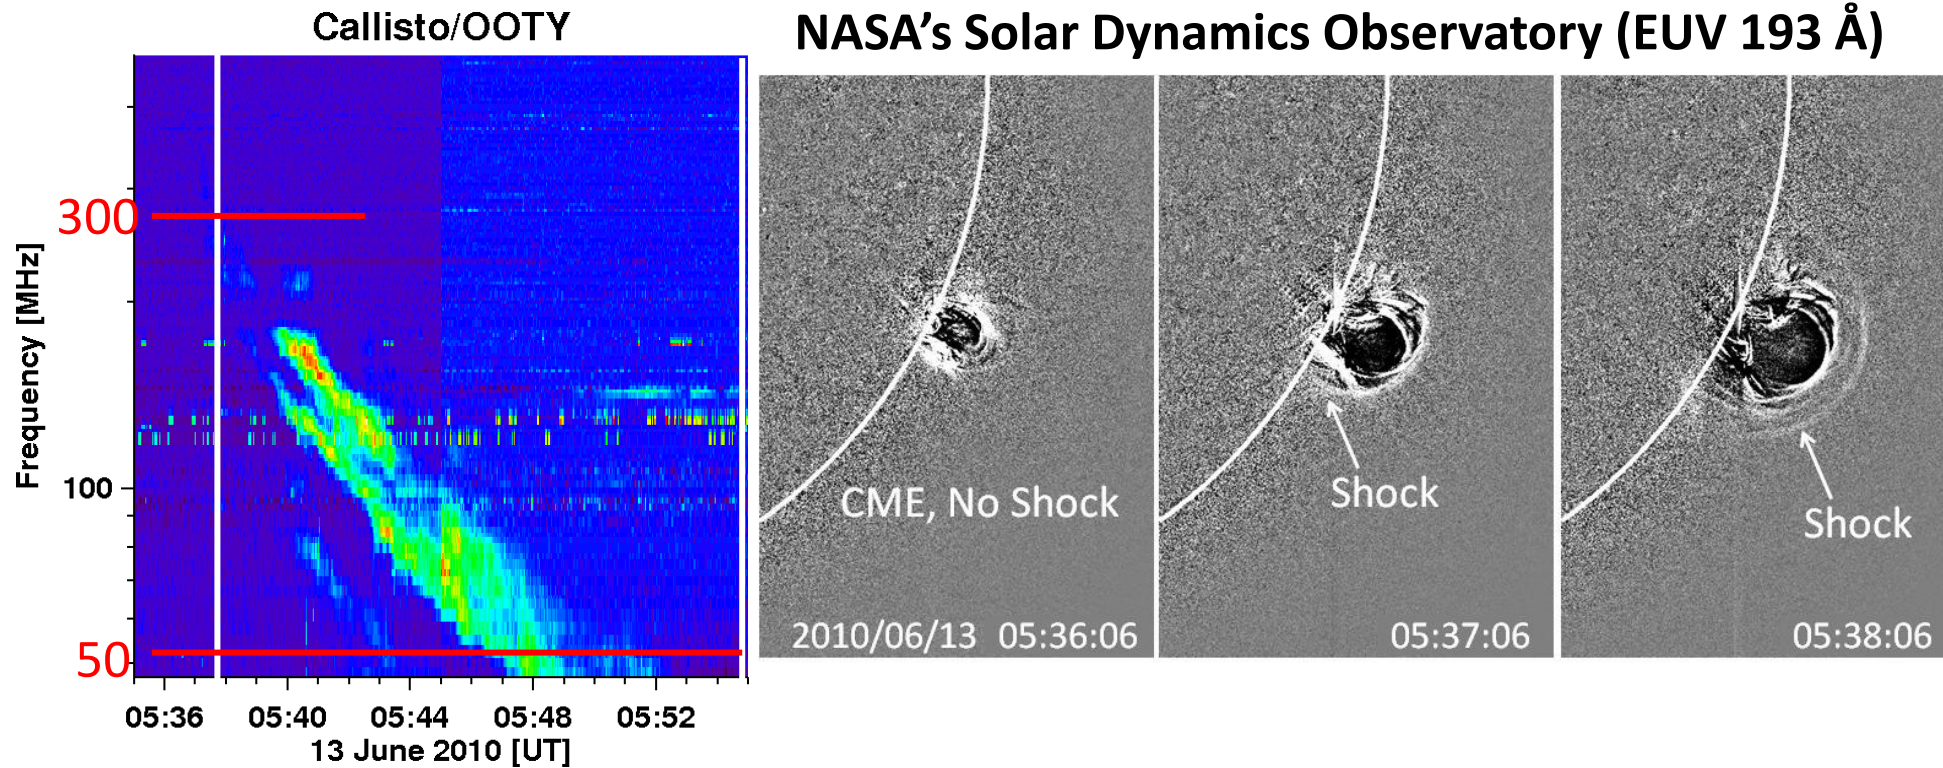 Callisto/OOTY
300
100
50
Frequency [MHz]
05:36 05:40 05:44 05:48 05:52
13 June 2010 [UT]
NASA’s Solar Dynamics Observatory (EUV 193 Å)
CME, No Shock
2010/06/13 05:36:06
Shock
05:37:06
Shock
05:38:06